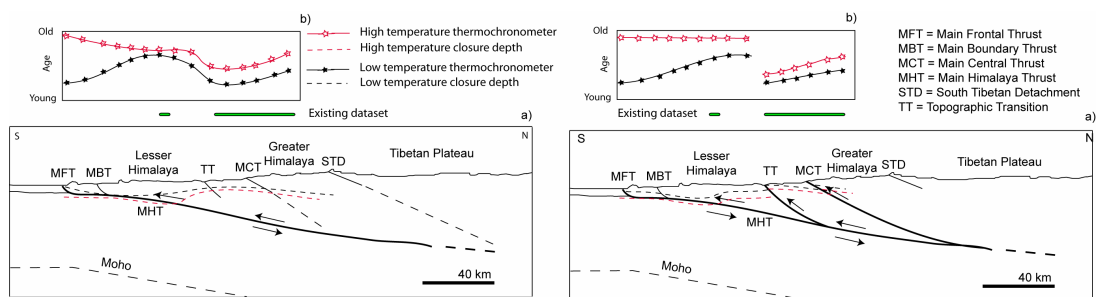 b)
Old
Age
Young
High temperature thermochronometer
High temperature closure depth
Low temperature thermochronometer
Low temperature closure depth
Existing dataset
a)
S
N
MFT
MBT
Lesser
Himalaya
TT
MCT
Greater
Himalaya
STD
Tibetan Plateau
MHT
Moho
40 km
b)
Old
Age
Young
Existing dataset
MFT = Main Frontal Thrust
MBT = Main Boundary Thrust
MCT = Main Central Thrust
MHT = Main Himalaya Thrust
STD = South Tibetan Detachment
TT = Topographic Transition
a)
S
N
MFT
MBT
Lesser
Himalaya
TT
MCT
Greater
Himalaya
STD
Tibetan Plateau
MHT
Moho
40 km